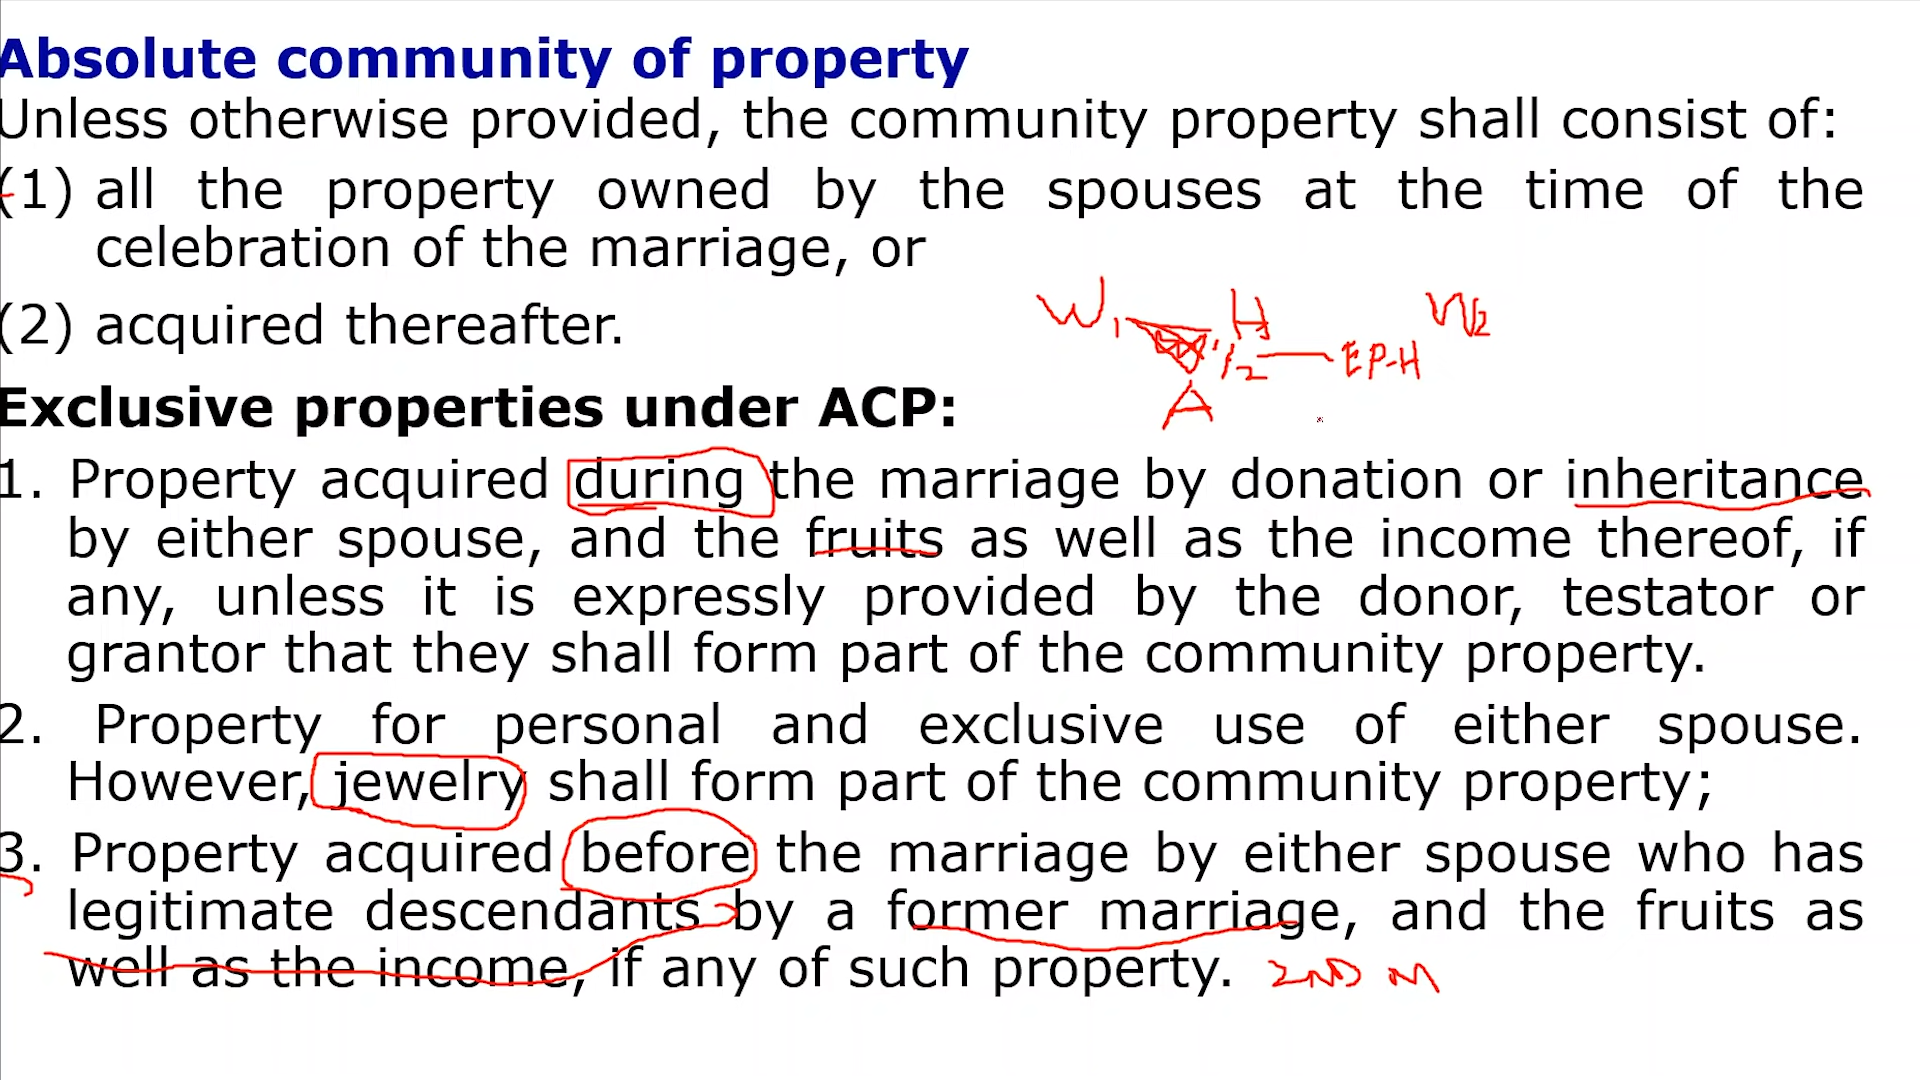 Absolute community of property
Unless otherwise provided, the community property shall consist of:
(1) all the property owned by the spouses at the time of the
celebration of the marriage, or
(2) acquired thereafter.
W1 H W2
1/2 EP-H
A
Exclusive properties under ACP:
1. Property acquired during the marriage by donation or inheritance
by either spouse, and the fruits as well as the income thereof, if
any, unless it is expressly provided by the donor, testator or
grantor that they shall form part of the community property.
2. Property for personal and exclusive use of either spouse.
However, jewelry shall form part of the community property;
3. Property acquired before the marriage by either spouse who has
legitimate descendants by a former marriage, and the fruits as
well as the income, if any of such property. 2ND M